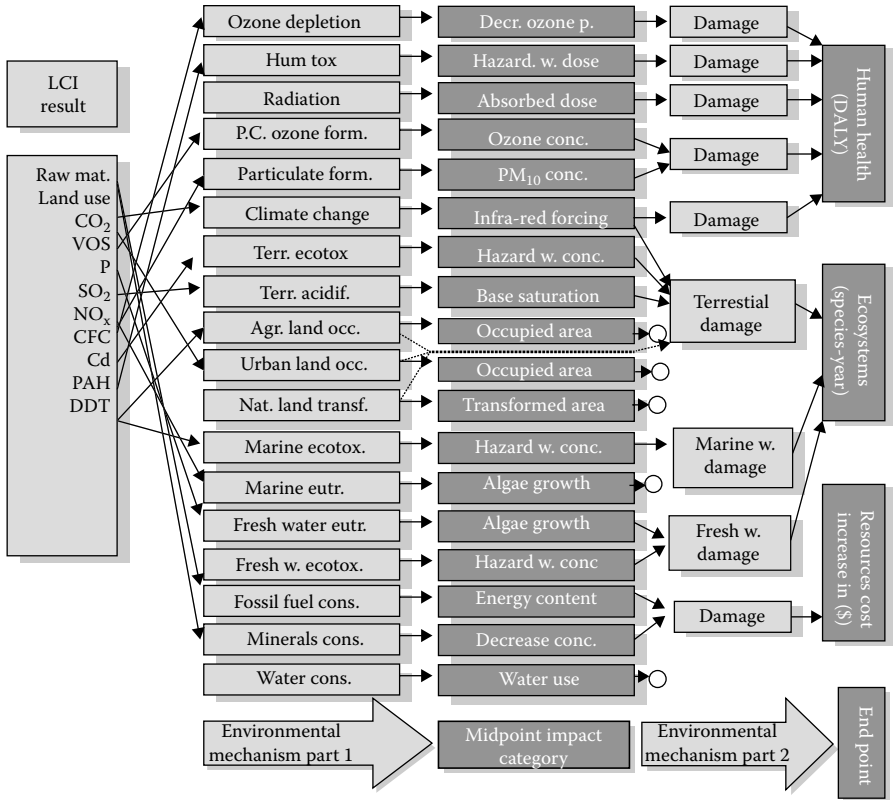 LCI
result
Raw mat.
Land use
CO2
VOS
P
SO2
NOx
CFC
Cd
PAH
DDT
Ozone depletion
Hum tox
Radiation
P.C. ozone form.
Particulate form.
Climate change
Terr. ecotox
Terr. acidif.
Agr. land occ.
Urban land occ.
Nat. land transf.
Marine ecotox.
Marine eutr.
Fresh water eutr.
Fresh w. ecotox.
Fossil fuel cons.
Minerals cons.
Water cons.
Decr. ozone p.
Hazard. w. dose
Absorbed dose
Ozone conc.
PM10 conc.
Infra-red forcing
Hazard w. conc.
Base saturation
Occupied area
Occupied area
Transformed area
Hazard w. conc.
Algae growth
Algae growth
Hazard w. conc
Energy content
Decrease conc.
Water use
Damage
Damage
Damage
Damage
Damage
Terrestial
damage
Marine w.
damage
Fresh w.
damage
Damage
Human health
(DALY)
Ecosystems
(species-year)
Resources cost
increase in ($)
Environmental
mechanism part 1
Midpoint impact
category
Environmental
mechanism part 2
End point